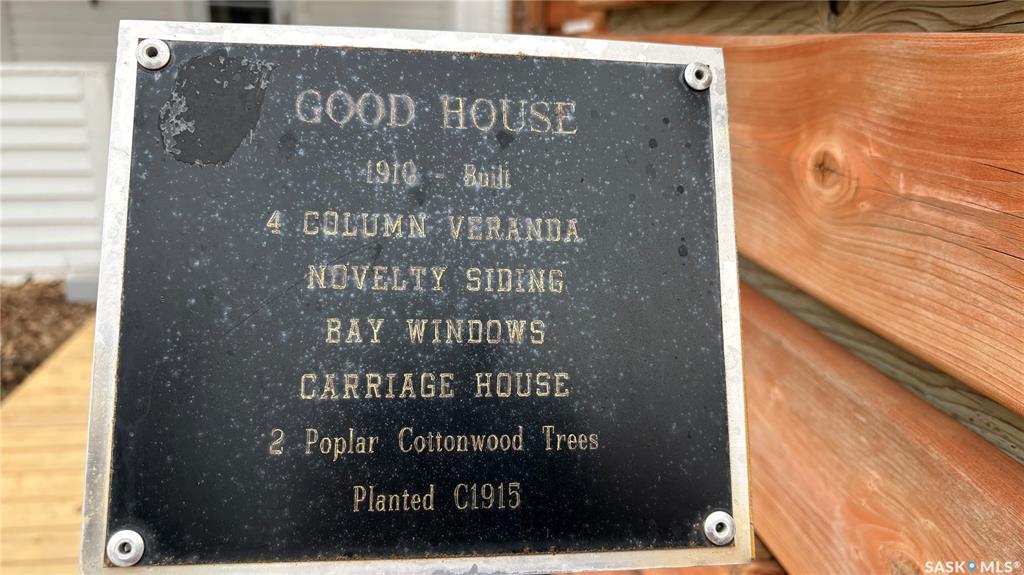 GOOD HOUSE
1910 - Built
4 COLUMN VERANDA
NOVELTY SIDING
BAY WINDOWS
CARRIAGE HOUSE
2 Poplar Cottonwood Trees
Planted C1915
SASK MLS®